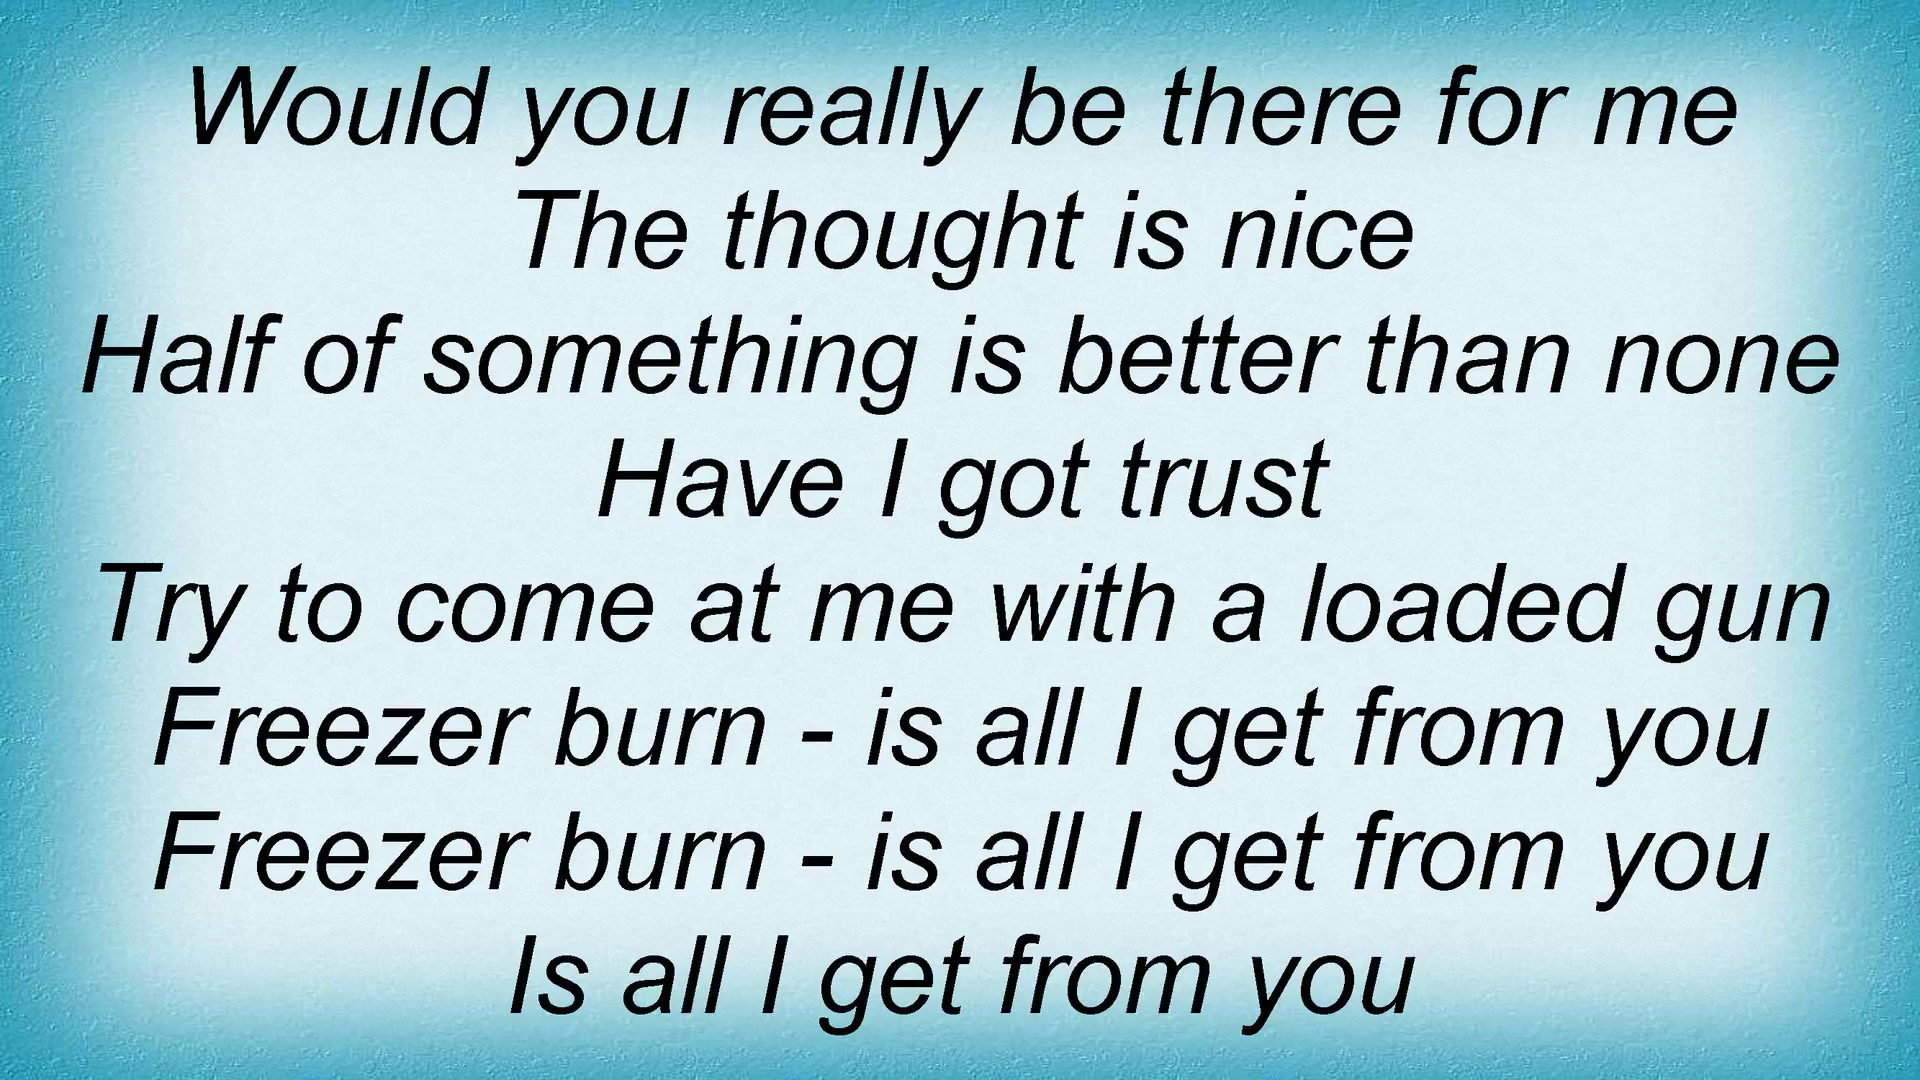 Would you really be there for me
The thought is nice
Half of something is better than none
Have I got trust
Try to come at me with a loaded gun
Freezer burn - is all I get from you
Freezer burn - is all I get from you
Is all I get from you